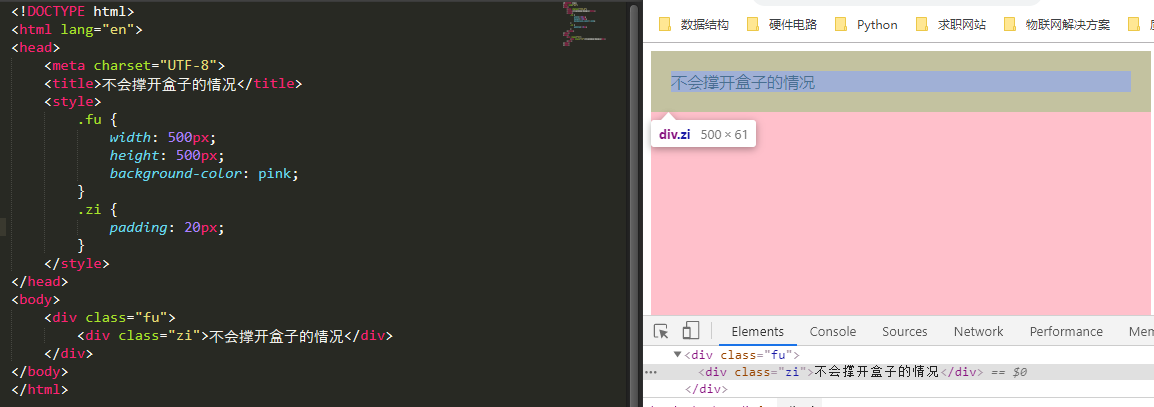 <!DOCTYPE html>
<html lang="en">
<head>
<meta charset="UTF-8">
<title>不会撑开盒子的情况</title>
<style>
.fu {
width: 500px;
height: 500px;
background-color: pink;
}
.zi {
padding: 20px;
}
</style>
</head>
<body>
<div class="fu">
<div class="zi">不会撑开盒子的情况</div>
</div>
</body>
</html>
数据结构 硬件电路 Python 求职网站 物联网解决方案
不会撑开盒子的情况
div.zi 500 × 61
Elements Console Sources Network Performance Mem
▼<div class="fu">
••• <div class="zi">不会撑开盒子的情况</div> == $0
</div>